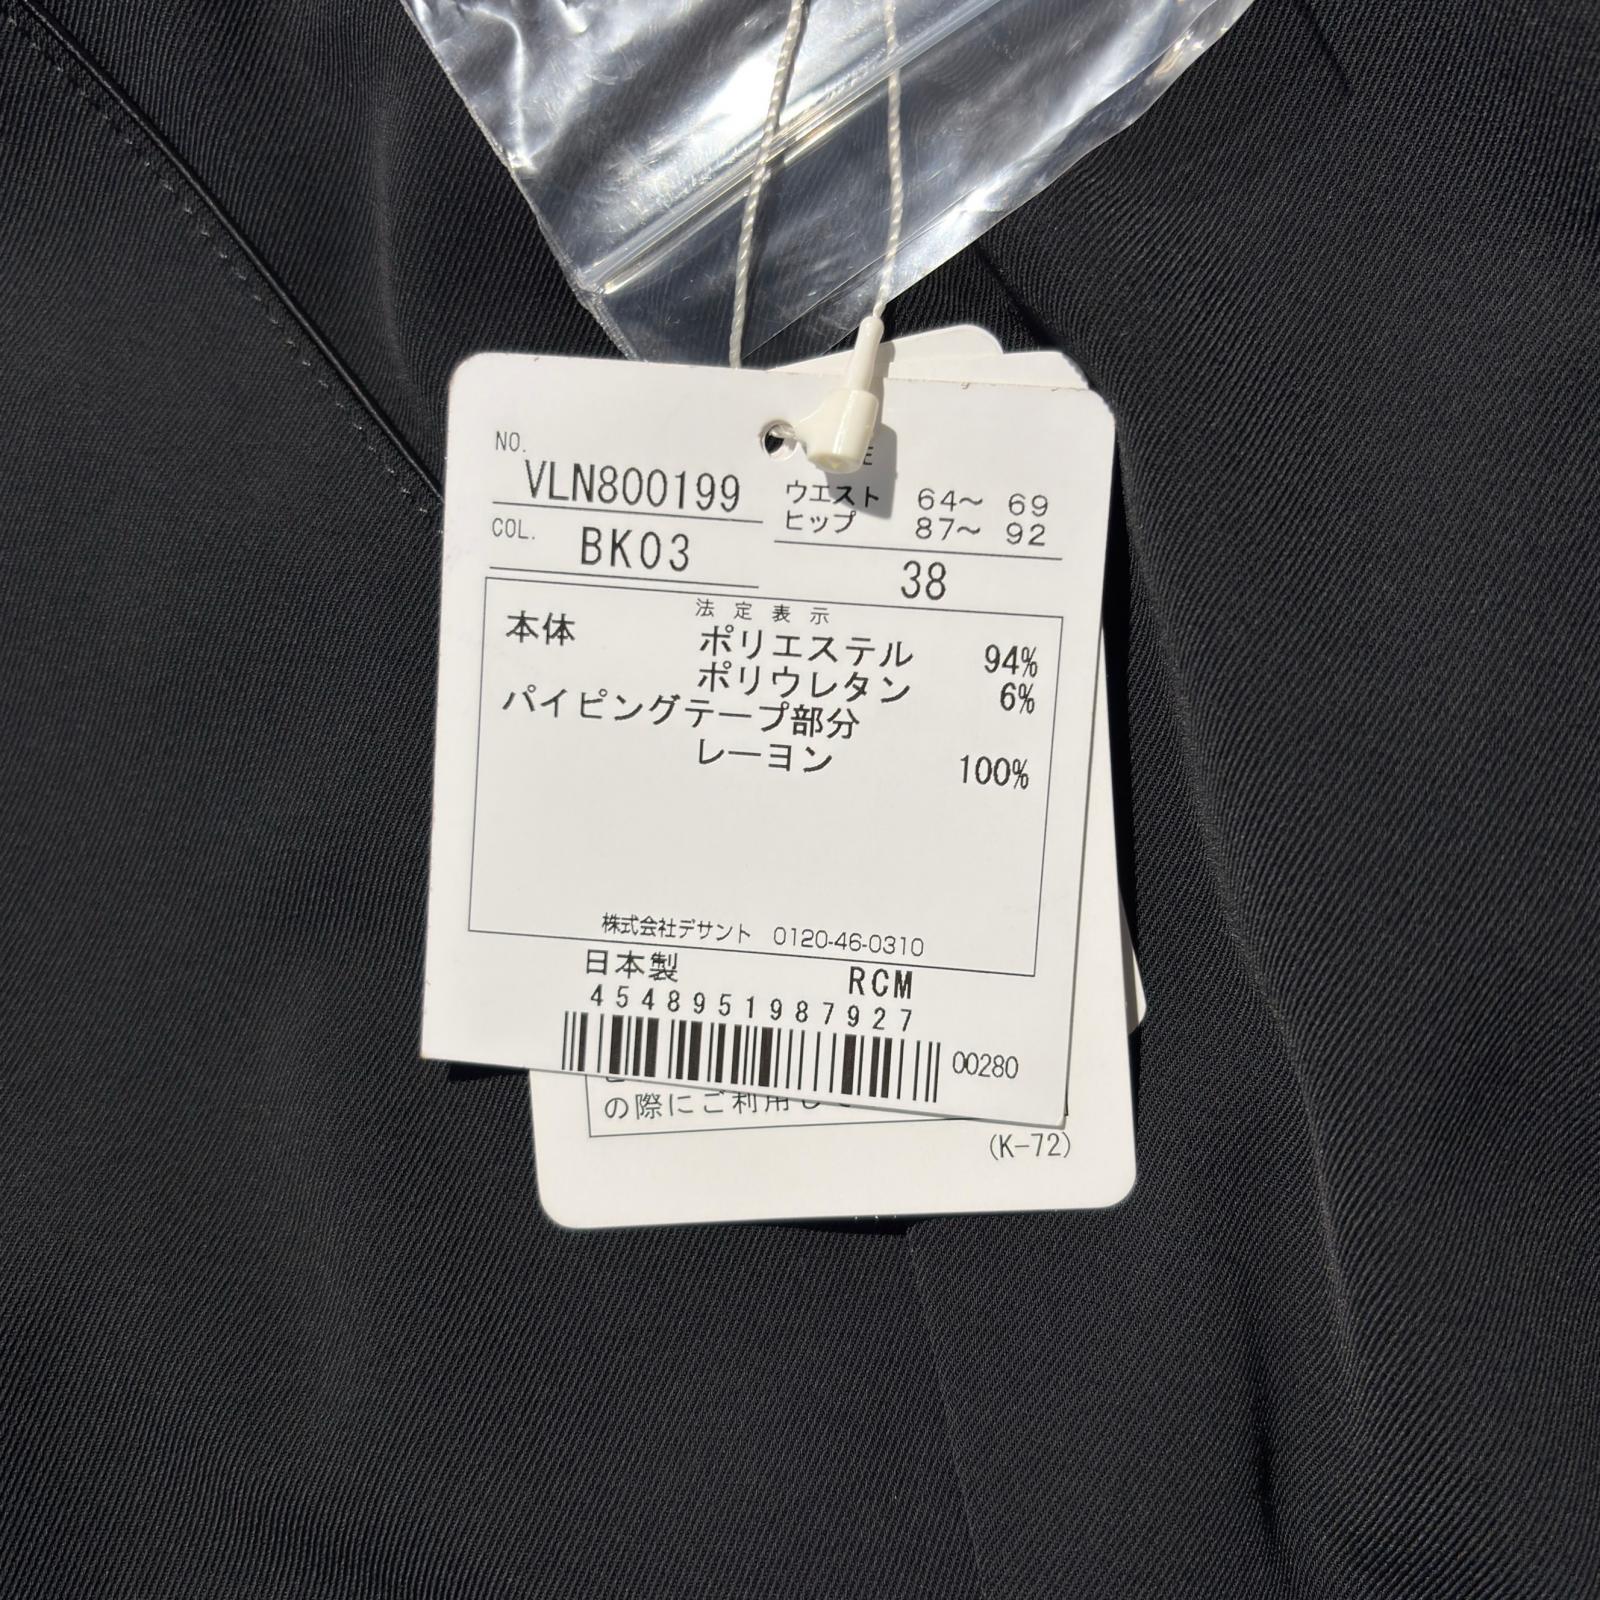 NO.
VLN800199
COL.
BK03
ウエスト 64～ 69
ヒップ 87～ 92
38
法定表示
本体 ポリエステル 94%
ポリウレタン 6%
パイピングテープ部分
レーヨン 100%
株式会社デサント 0120-46-0310
日本製 RCM
4548951987927
00280
の際にご利用し
(K-72)